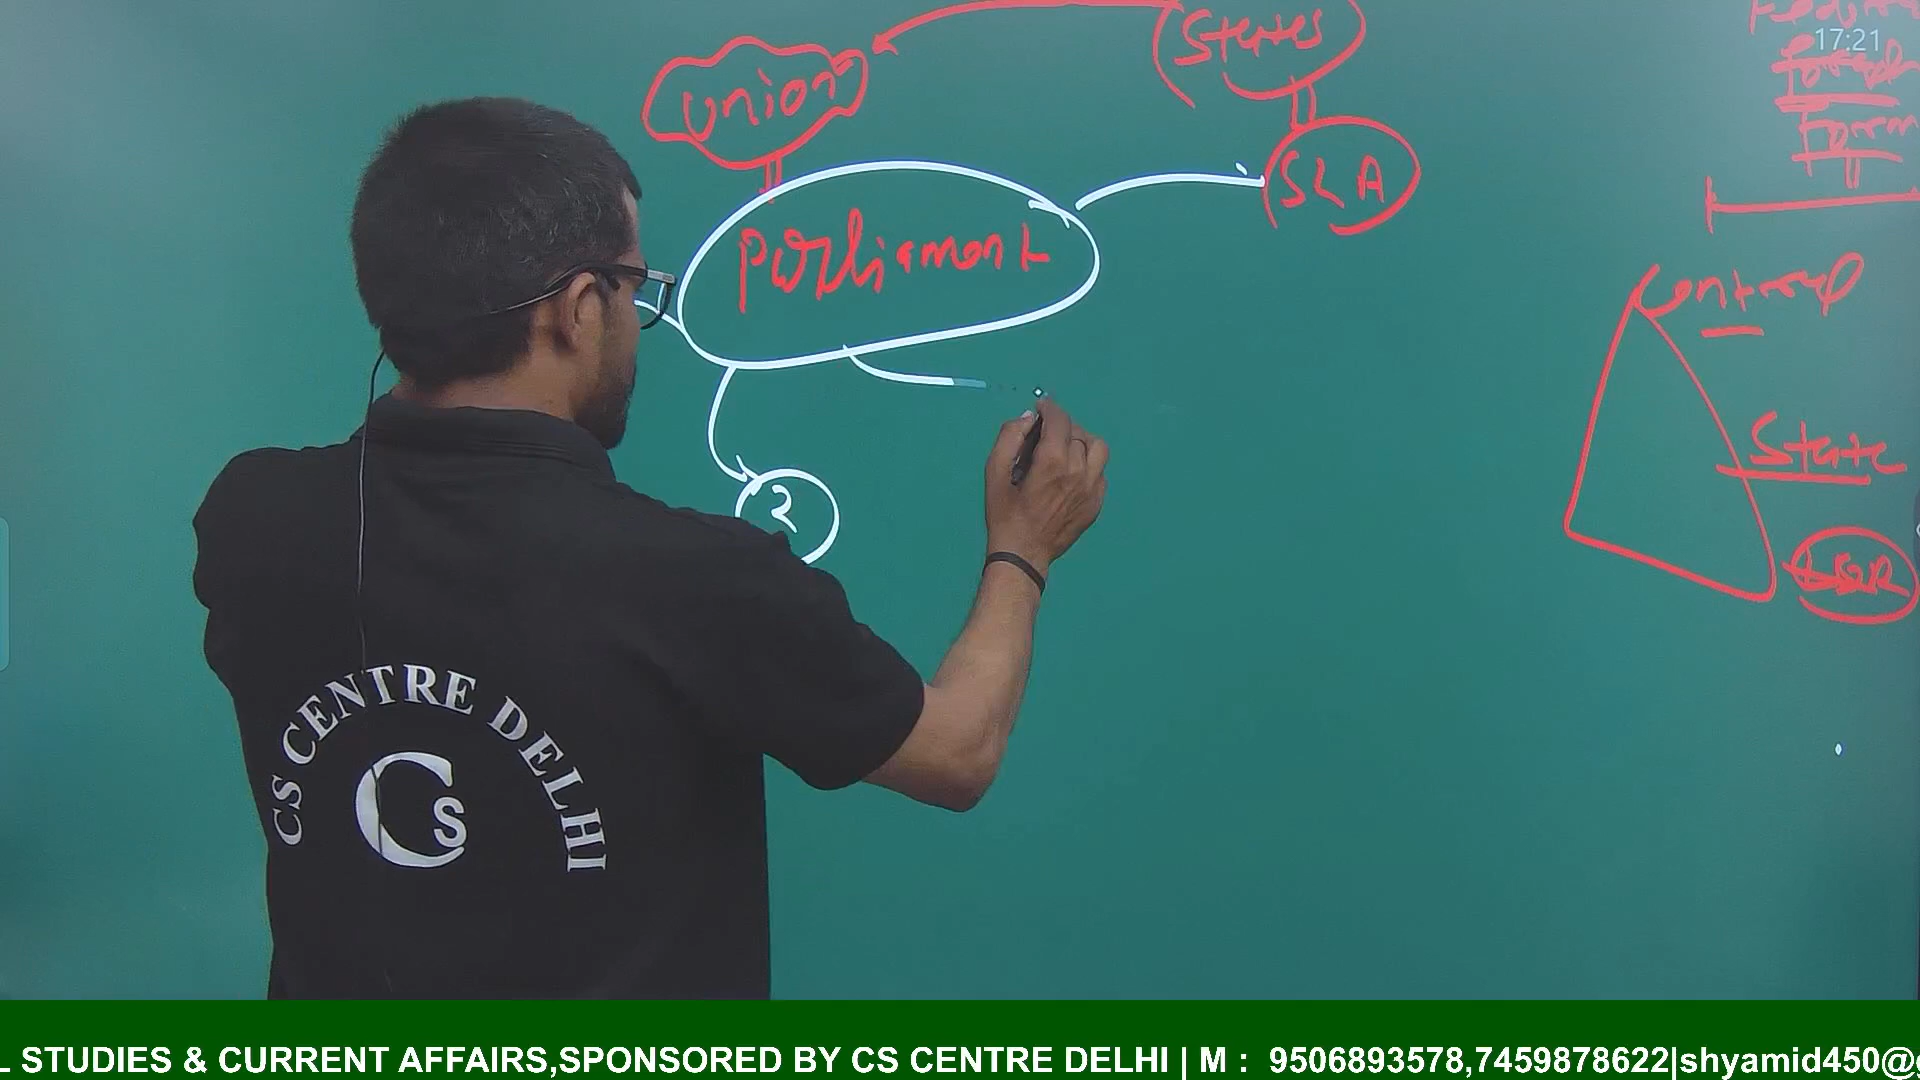 States
17:21
Union
SLA
Parliament
Central
State
2
CS CENTRE DELHI
Cs
L STUDIES & CURRENT AFFAIRS,SPONSORED BY CS CENTRE DELHI | M : 9506893578,7459878622|shyamid450@g